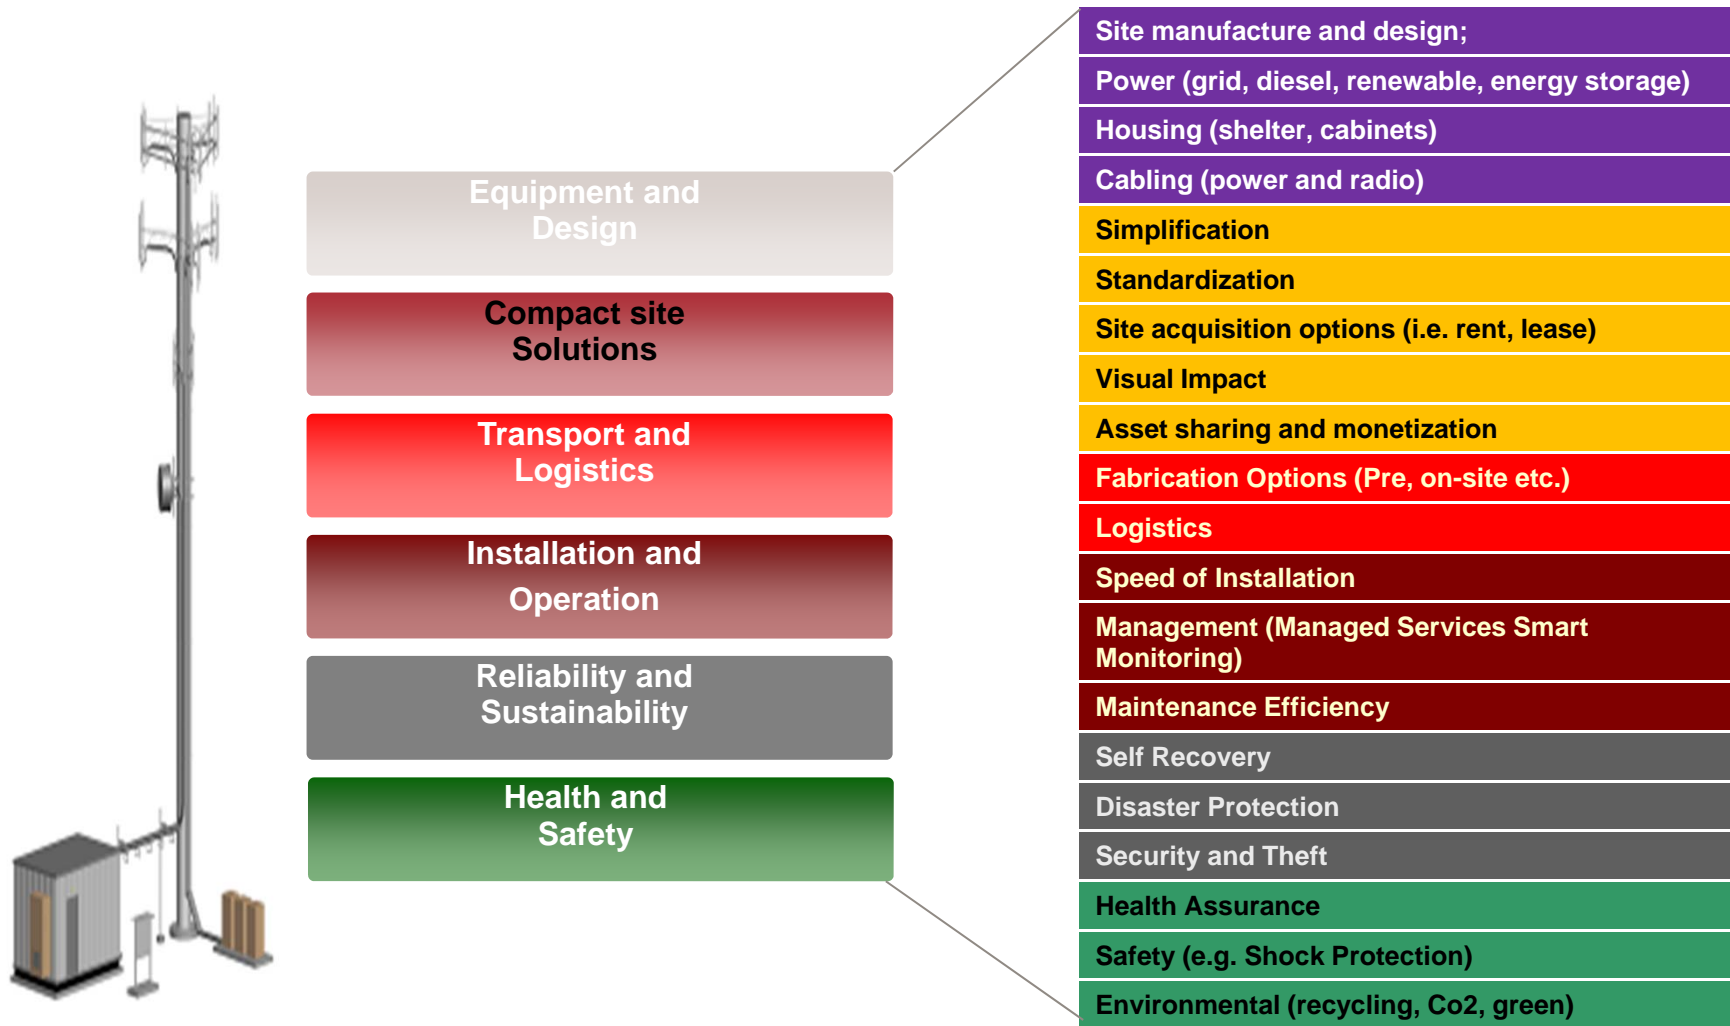 Equipment and
Design
Compact site
Solutions
Transport and
Logistics
Installation and
Operation
Reliability and
Sustainability
Health and
Safety
Site manufacture and design;
Power (grid, diesel, renewable, energy storage)
Housing (shelter, cabinets)
Cabling (power and radio)
Simplification
Standardization
Site acquisition options (i.e. rent, lease)
Visual Impact
Asset sharing and monetization
Fabrication Options (Pre, on-site etc.)
Logistics
Speed of Installation
Management (Managed Services Smart
Monitoring)
Maintenance Efficiency
Self Recovery
Disaster Protection
Security and Theft
Health Assurance
Safety (e.g. Shock Protection)
Environmental (recycling, Co2, green)